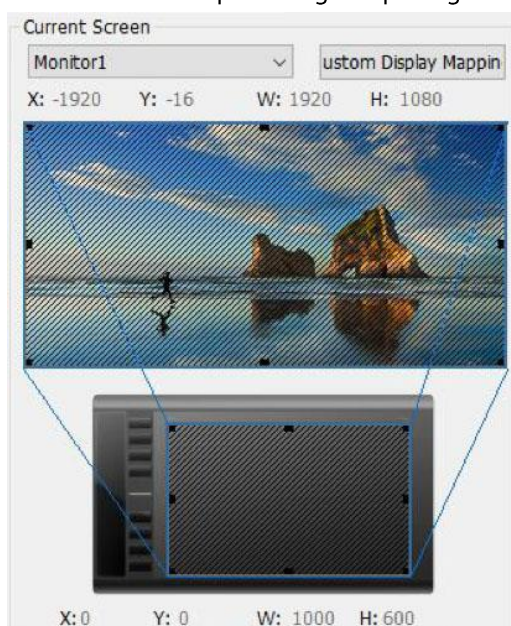 Current Screen
Monitor1 ustom Display Mappin
X: -1920 Y: -16 W: 1920 H: 1080
X: 0 Y: 0 W: 1000 H: 600